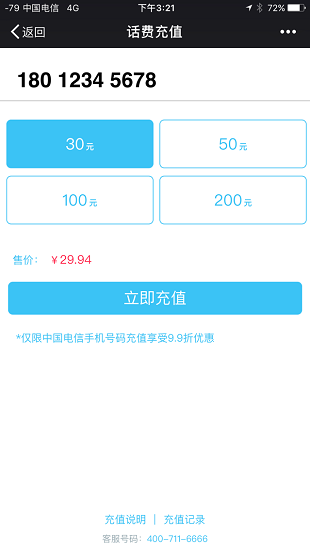 -79 中国电信 4G 下午3:21 72%
返回 话费充值
180 1234 5678
30元 50元
100元 200元
售价： ￥29.94
立即充值
*仅限中国电信手机号码充值享受9.9折优惠
充值说明 | 充值记录
客服号码：400-711-6666